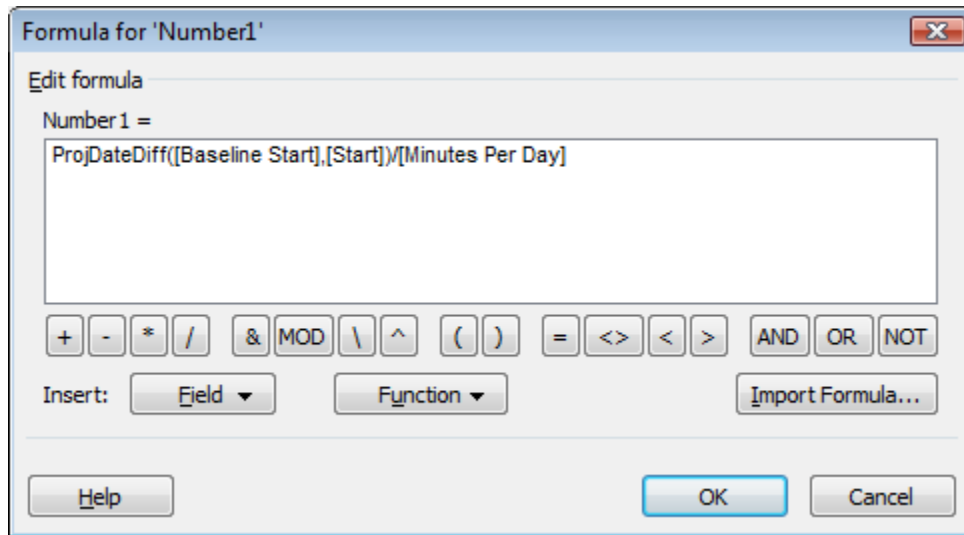 Formula for 'Number1'
Edit formula
Number1 =
ProjDateDiff([Baseline Start],[Start])/[Minutes Per Day]
+ - * / & MOD \ ^ ( ) = <> < > AND OR NOT
Insert: Field Function Import Formula...
Help OK Cancel